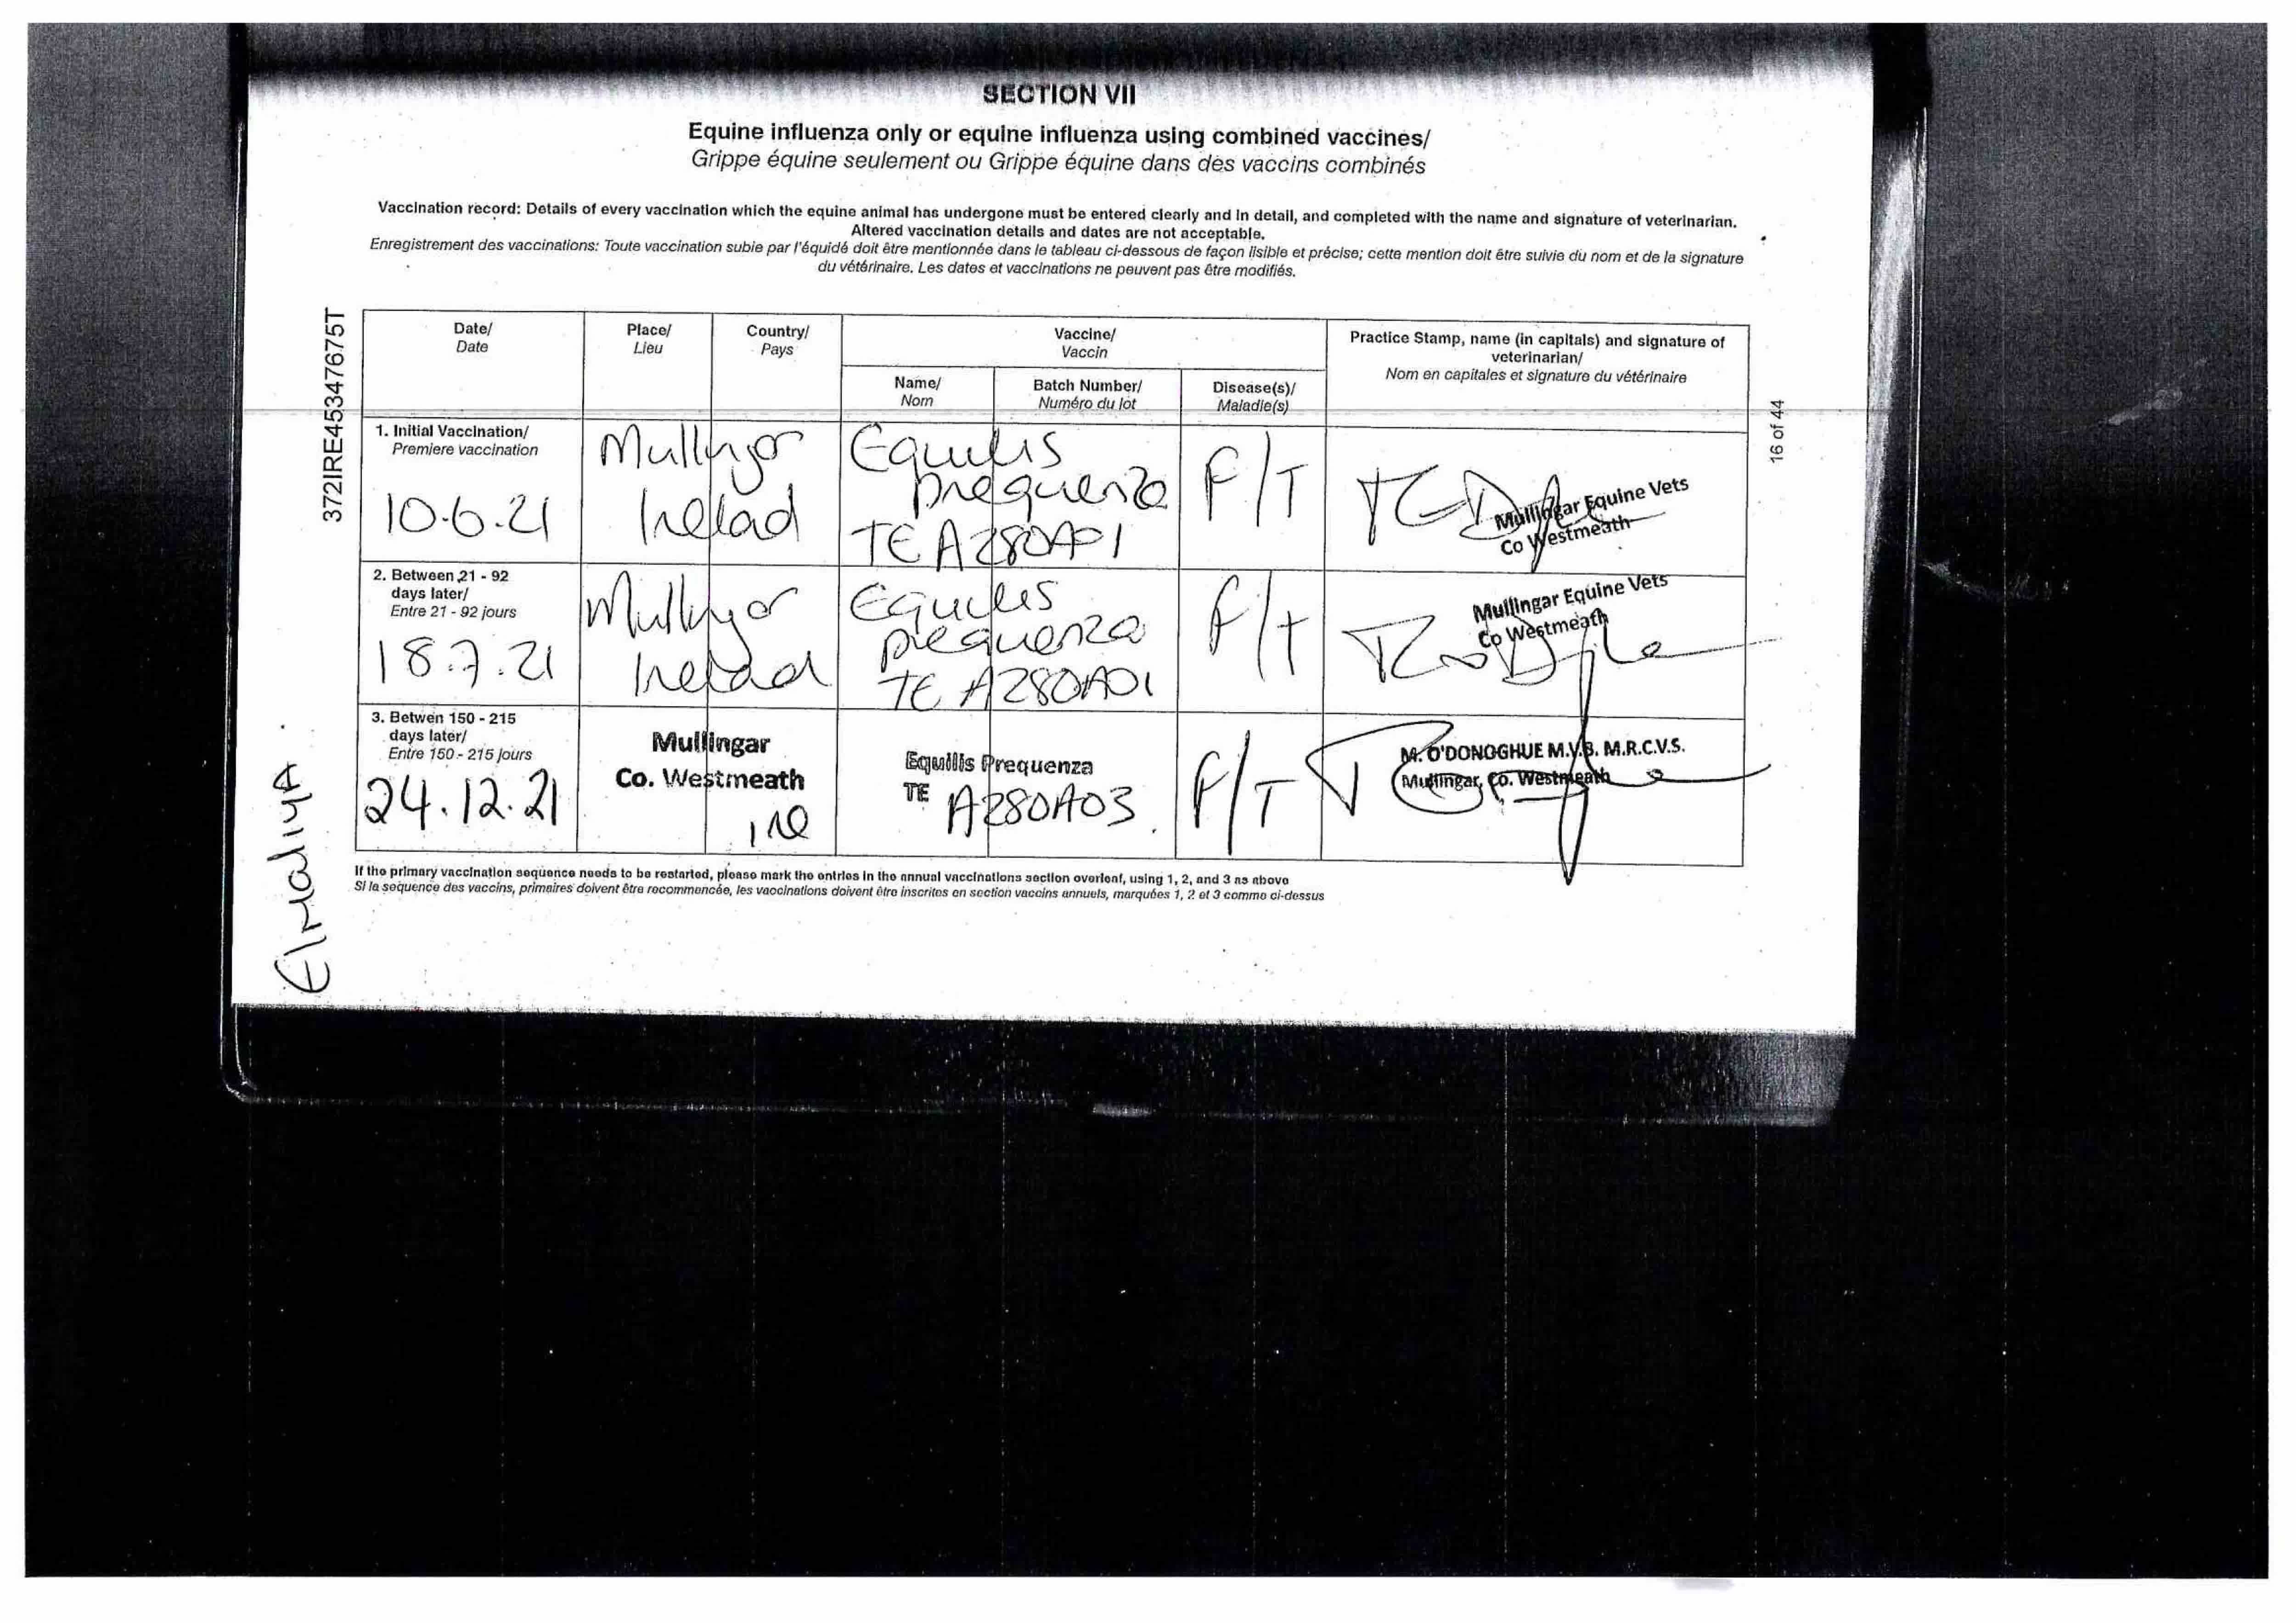 SECTION VII
Equine influenza only or equine influenza using combined vaccines/
Grippe équine seulement ou Grippe équine dans des vaccins combinés
Vaccination record: Details of every vaccination which the equine animal has undergone must be entered clearly and in detail, and completed with the name and signature of veterinarian.
Altered vaccination details and dates are not acceptable.
Enregistrement des vaccinations: Toute vaccination subie par l'équidé doit être mentionnée dans le tableau ci-dessous de façon lisible et précise; cette mention doit être suivie du nom et de la signature
du vétérinaire. Les dates et vaccinations ne peuvent pas être modifiés.
372IRE45347675T
16 of 44
Date/
Date
Place/
Lieu
Country/
Pays
Vaccine/
Vaccin
Name/
Nom
Batch Number/
Numéro du lot
Disease(s)/
Maladie(s)
Practice Stamp, name (in capitals) and signature of
veterinarian/
Nom en capitales et signature du vétérinaire
1. Initial Vaccination/
Premiere vaccination
10.6.21
Mullingar
Ireland
Equilis
prequenza
TE A280A01
F/T
Mullingar Equine Vets
Co Westmeath
2. Between 21 - 92
days later/
Entre 21 - 92 jours
18.7.21
Mullingar
Ireland
Equilis
prequenza
TE A280A01
F/T
Mullingar Equine Vets
Co Westmeath
3. Betwen 150 - 215
days later/
Entre 150 - 215 jours
24.12.21
Mullingar
Co. Westmeath
Ire
Equilis Prequenza
TE A280A03
F/T
M. O'DONOGHUE M.V.B. M.R.C.V.S.
Mullingar, Co. Westmeath
If the primary vaccination sequence needs to be restarted, please mark the entries in the annual vaccinations section overleaf, using 1, 2, and 3 as above
Si la sequence des vaccins, primaires doivent être recommencée, les vaccinations doivent être inscrites en section vaccins annuels, marquées 1, 2 et 3 comme ci-dessus
ElmaliyA